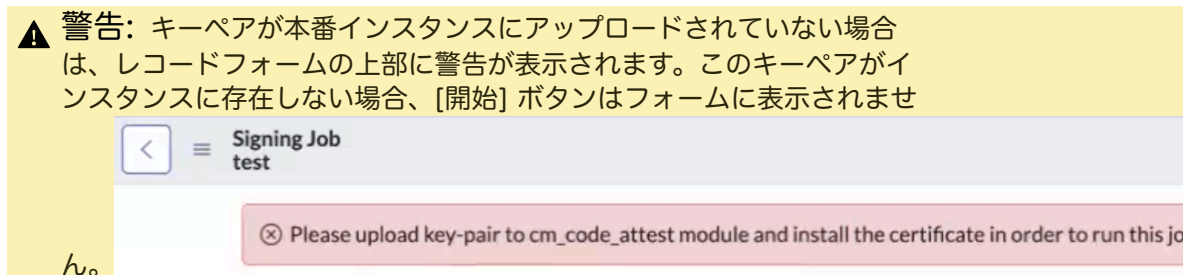 警告: キーペアが本番インスタンスにアップロードされていない場合
は、レコードフォームの上部に警告が表示されます。このキーペアがイ
ンスタンスに存在しない場合、[開始] ボタンはフォームに表示されませ
Signing Job
test
Please upload key-pair to cm_code_attest module and install the certificate in order to run this jo
ん。